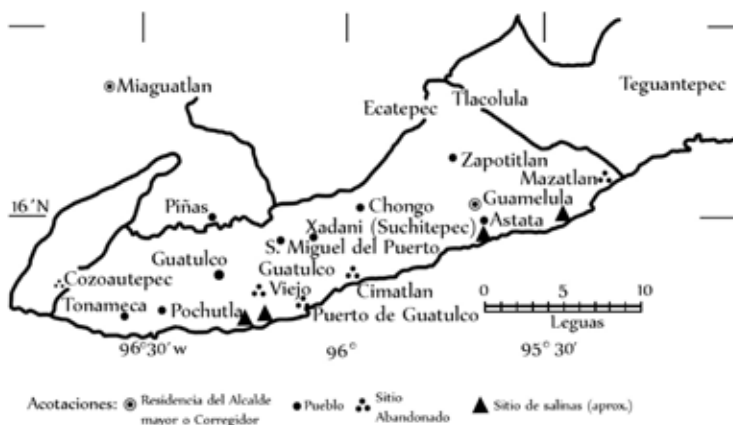 Miaguatlan
Teguantepec
Ecatepec
Tlacolula
Zapotitlan
Mazatlan
16´N
Piñas
Chongo
Guamelula
Xadani (Suchitepec)
Astata
S. Miguel del Puerto
Guatulco
Guatulco
Viejo
Cozoautepec
Cimatlan
Tonameca
Pochutla
Puerto de Guatulco
0 5 10
Leguas
96°30´w
96°
95°30´
Acotaciones:
Residencia del Alcalde
mayor o Corregidor
Pueblo
Sitio
Abandonado
Sitio de salinas (aprox.)